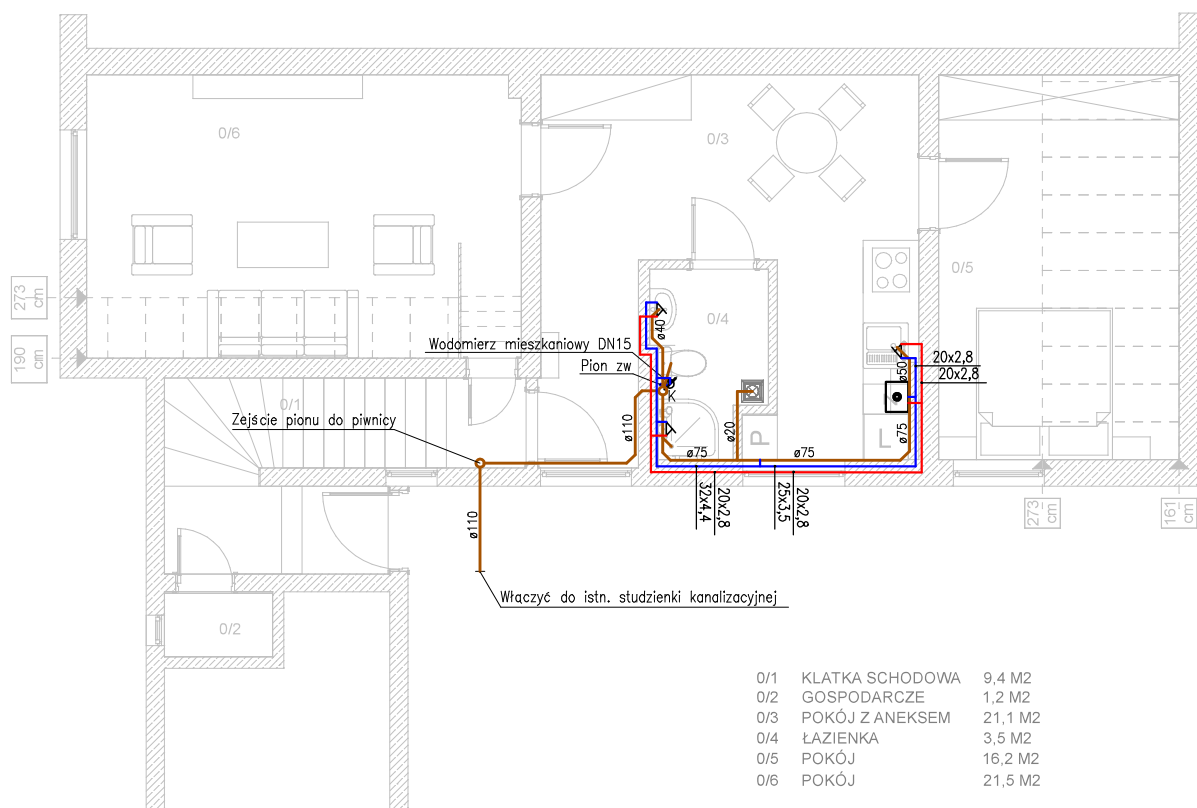 0/6
0/3
0/5
0/4
273
cm
190
cm
ø40
Wodomierz mieszkaniowy DN15
Pion zw
K
20x2,8
20x2,8
ø50
0/1
Zejście pionu do piwnicy
ø110
ø20
P
L
ø75
ø75
ø75
32x4,4
20x2,8
25x3,5
20x2,8
273
cm
161
cm
ø110
Włączyć do istn. studzienki kanalizacyjnej
0/2
0/1 KLATKA SCHODOWA 9,4 M2
0/2 GOSPODARCZE 1,2 M2
0/3 POKÓJ Z ANEKSEM 21,1 M2
0/4 ŁAZIENKA 3,5 M2
0/5 POKÓJ 16,2 M2
0/6 POKÓJ 21,5 M2